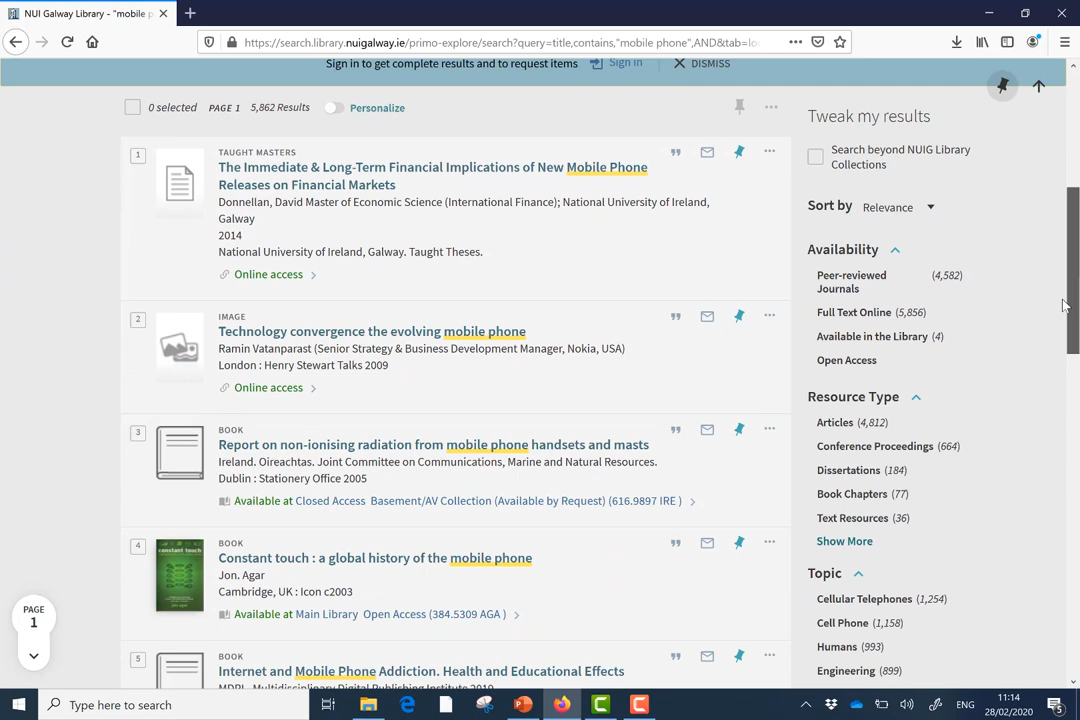 NUI Galway Library - "mobile p
https://search.library.nuigalway.ie/primo-explore/search?query=title,contains,"mobile phone",AND&tab=lo
Sign in to get complete results and to request items Sign in DISMISS
0 selected PAGE 1 5,862 Results Personalize
1
TAUGHT MASTERS
The Immediate & Long-Term Financial Implications of New Mobile Phone
Releases on Financial Markets
Donnellan, David Master of Economic Science (International Finance); National University of Ireland,
Galway
2014
National University of Ireland, Galway. Taught Theses.
Online access
2
IMAGE
Technology convergence the evolving mobile phone
Ramin Vatanparast (Senior Strategy & Business Development Manager, Nokia, USA)
London : Henry Stewart Talks 2009
Online access
3
BOOK
Report on non-ionising radiation from mobile phone handsets and masts
Ireland. Oireachtas. Joint Committee on Communications, Marine and Natural Resources.
Dublin : Stationery Office 2005
Available at Closed Access Basement/AV Collection (Available by Request) (616.9897 IRE )
4
constant touch
BOOK
Constant touch : a global history of the mobile phone
Jon. Agar
Cambridge, UK : Icon c2003
Available at Main Library Open Access (384.5309 AGA )
5
BOOK
Internet and Mobile Phone Addiction. Health and Educational Effects
Tweak my results
Search beyond NUIG Library
Collections
Sort by Relevance
Availability
Peer-reviewed (4,582)
Journals
Full Text Online (5,856)
Available in the Library (4)
Open Access
Resource Type
Articles (4,812)
Conference Proceedings (664)
Dissertations (184)
Book Chapters (77)
Text Resources (36)
Show More
Topic
Cellular Telephones (1,254)
Cell Phone (1,158)
Humans (993)
Engineering (899)
PAGE
1
Type here to search
ENG
11:14
28/02/2020
5